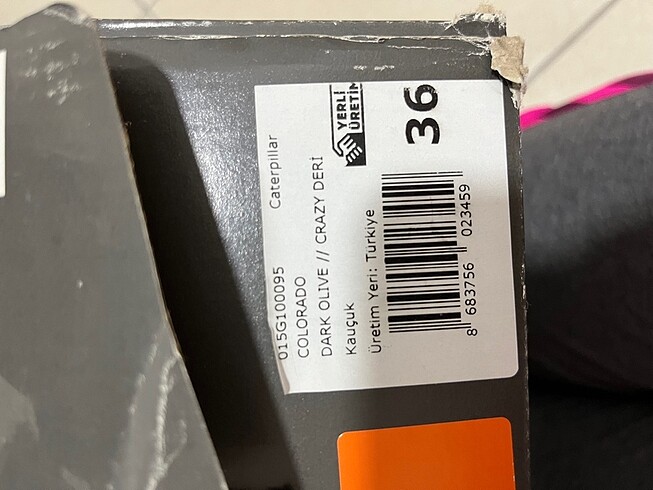 015G100095 Caterpillar
COLORADO
DARK OLIVE // CRAZY DERİ
Kauçuk
Üretim Yeri: Türkiye
YERLİ
ÜRETİM
36
8 683756 023459